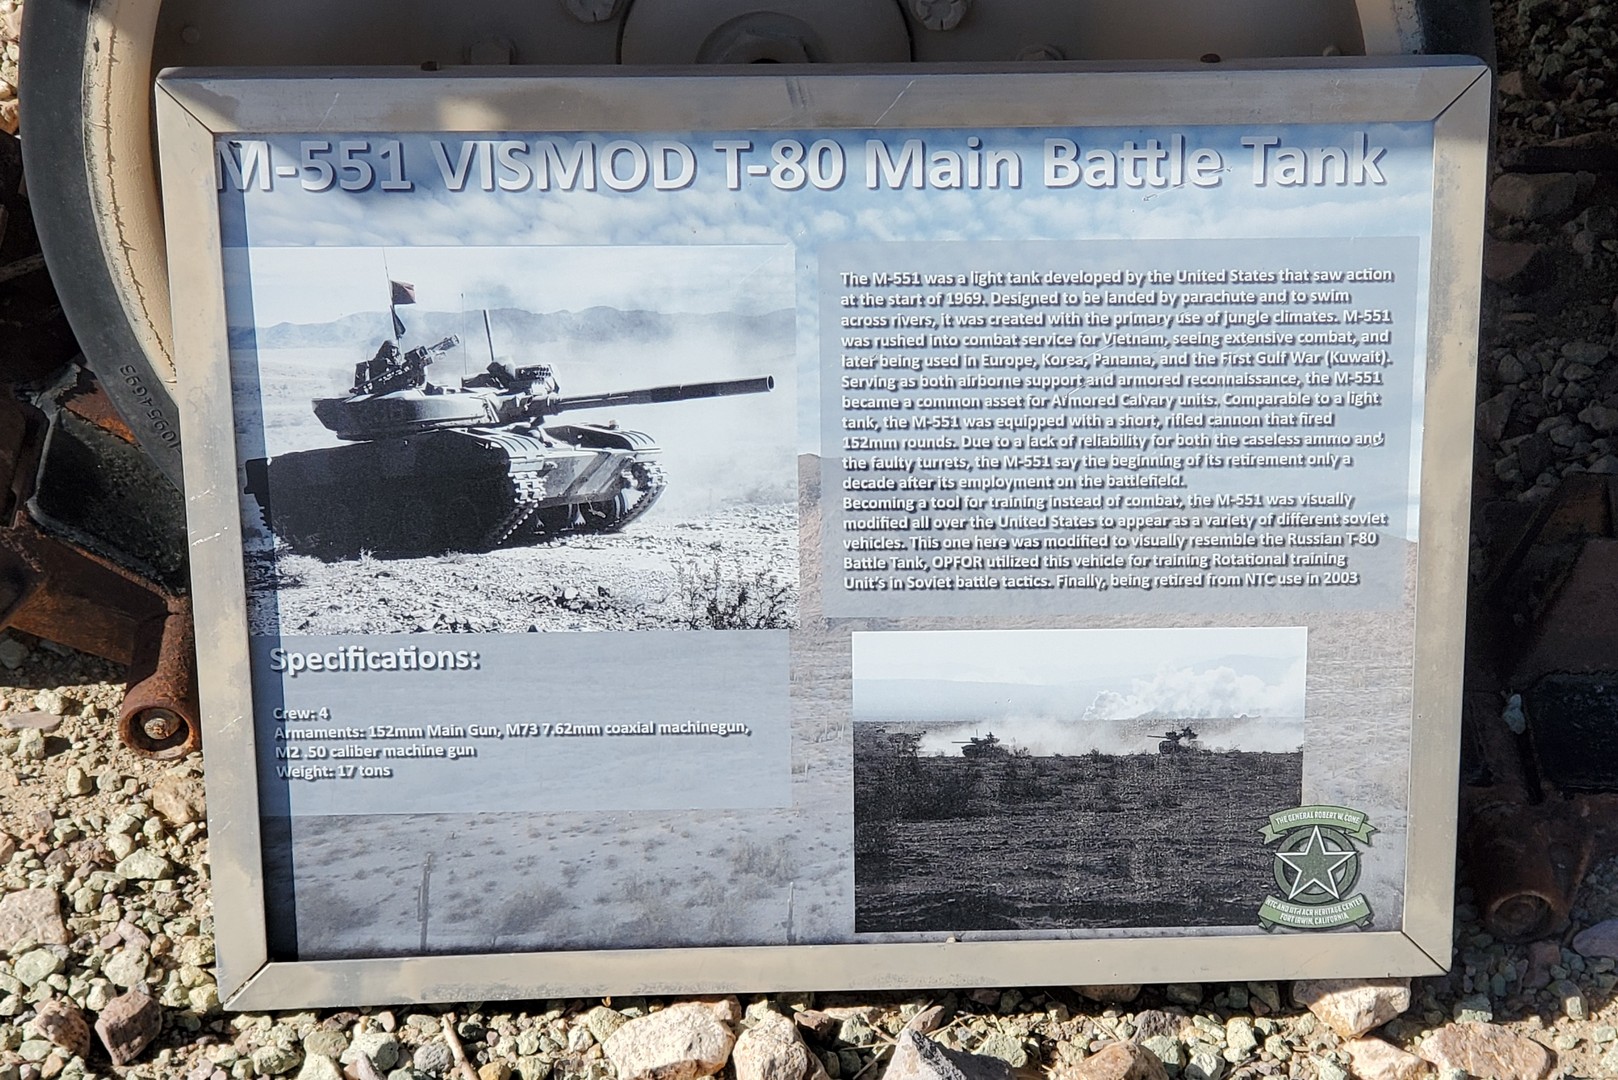 M-551 VISMOD T-80 Main Battle Tank
The M-551 was a light tank developed by the United States that saw action
at the start of 1969. Designed to be landed by parachute and to swim
across rivers, it was created with the primary use of jungle climates. M-551
was rushed into combat service for Vietnam, seeing extensive combat, and
later being used in Europe, Korea, Panama, and the First Gulf War (Kuwait).
Serving as both airborne support and armored reconnaissance, the M-551
became a common asset for Armored Calvary units. Comparable to a light
tank, the M-551 was equipped with a short, rifled cannon that fired
152mm rounds. Due to a lack of reliability for both the caseless ammo and
the faulty turrets, the M-551 say the beginning of its retirement only a
decade after its employment on the battlefield.
Becoming a tool for training instead of combat, the M-551 was visually
modified all over the United States to appear as a variety of different soviet
vehicles. This one here was modified to visually resemble the Russian T-80
Battle Tank, OPFOR utilized this vehicle for training Rotational training
Unit's in Soviet battle tactics. Finally, being retired from NTC use in 2003
Specifications:
Crew: 4
Armaments: 152mm Main Gun, M73 7.62mm coaxial machinegun,
M2 .50 caliber machine gun
Weight: 17 tons
THE GENERAL ROBERT W. CONE
NTC AND 11TH ACR HERITAGE CENTER
FORT IRWIN, CALIFORNIA